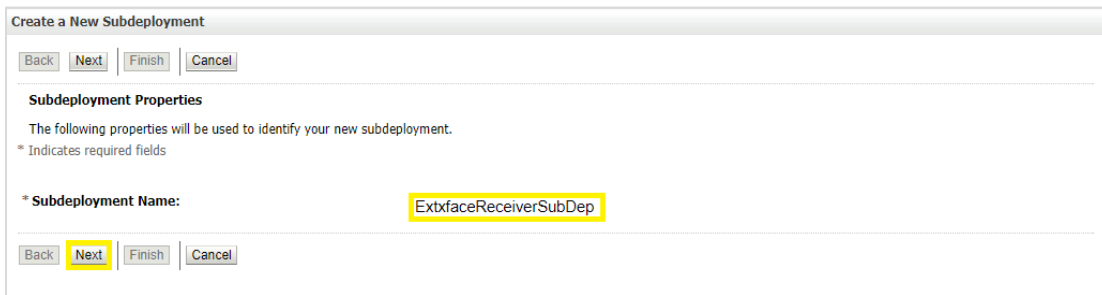 Create a New Subdeployment
Back Next Finish Cancel
Subdeployment Properties
The following properties will be used to identify your new subdeployment.
* Indicates required fields
* Subdeployment Name: ExtxfaceReceiverSubDep
Back Next Finish Cancel